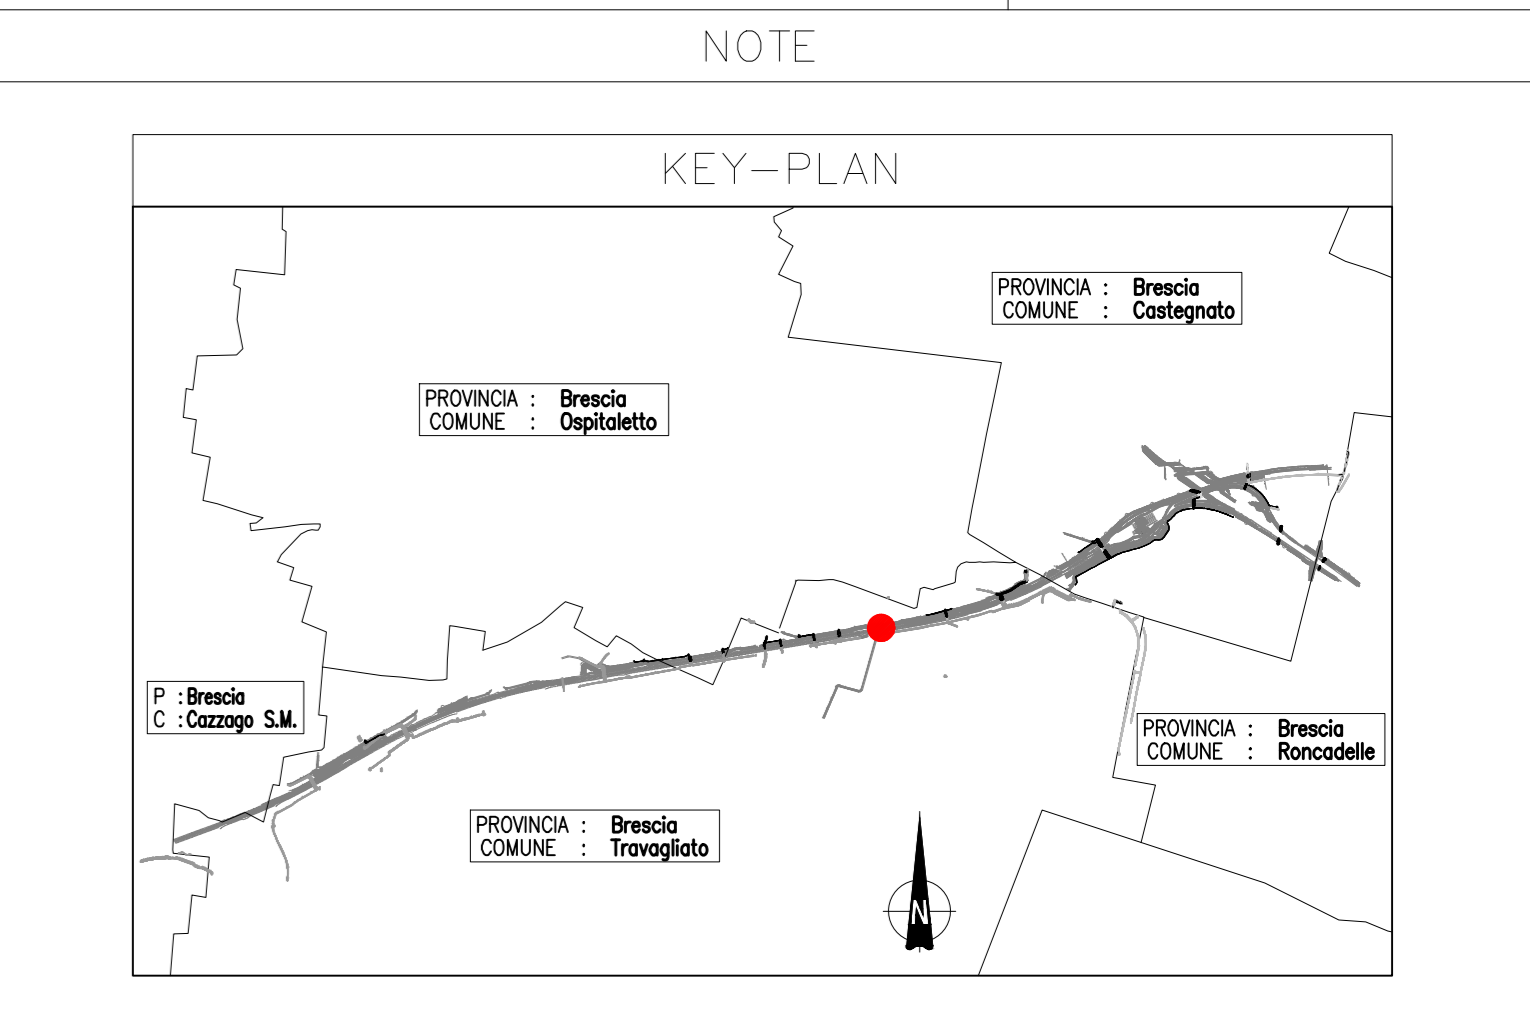 NOTE
KEY-PLAN
PROVINCIA : Brescia
COMUNE : Castegnato
PROVINCIA : Brescia
COMUNE : Ospitaletto
P : Brescia
C : Cazzago S.M.
PROVINCIA : Brescia
COMUNE : Roncadelle
PROVINCIA : Brescia
COMUNE : Travagliato
N